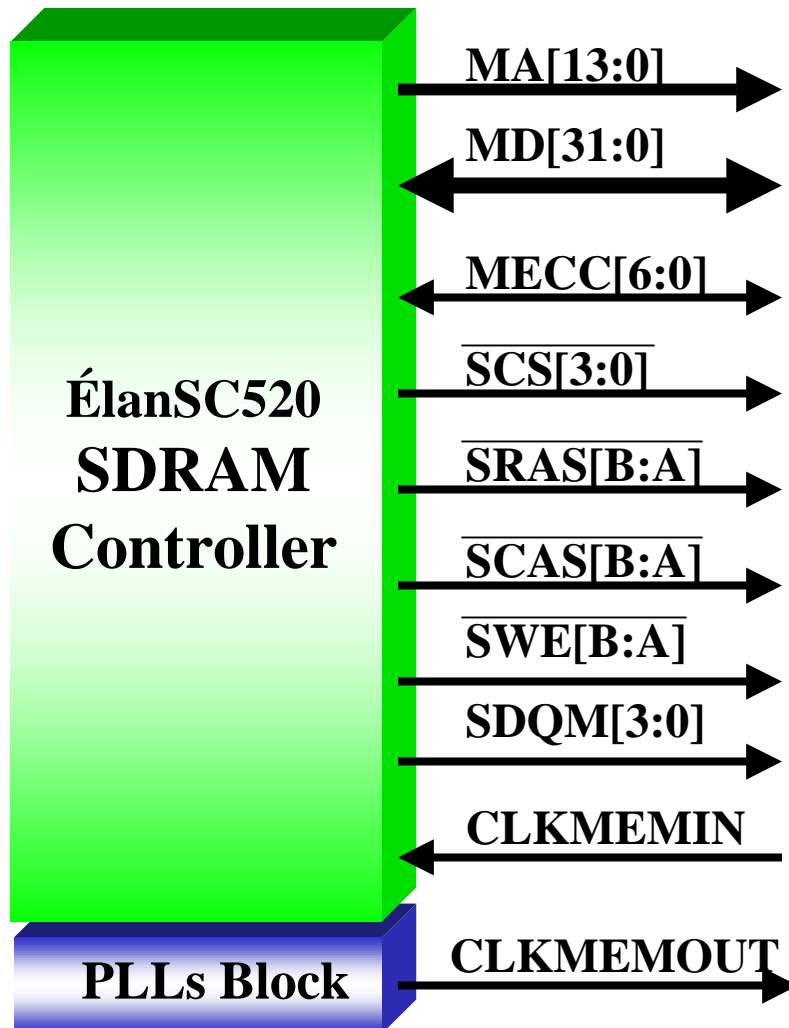 MA[13:0]
MD[31:0]
MECC[6:0]
SCS[3:0]
ÉlanSC520
SDRAM
Controller
SRAS[B:A]
SCAS[B:A]
SWE[B:A]
SDQM[3:0]
CLKMEMIN
CLKMEMOUT
PLLs Block